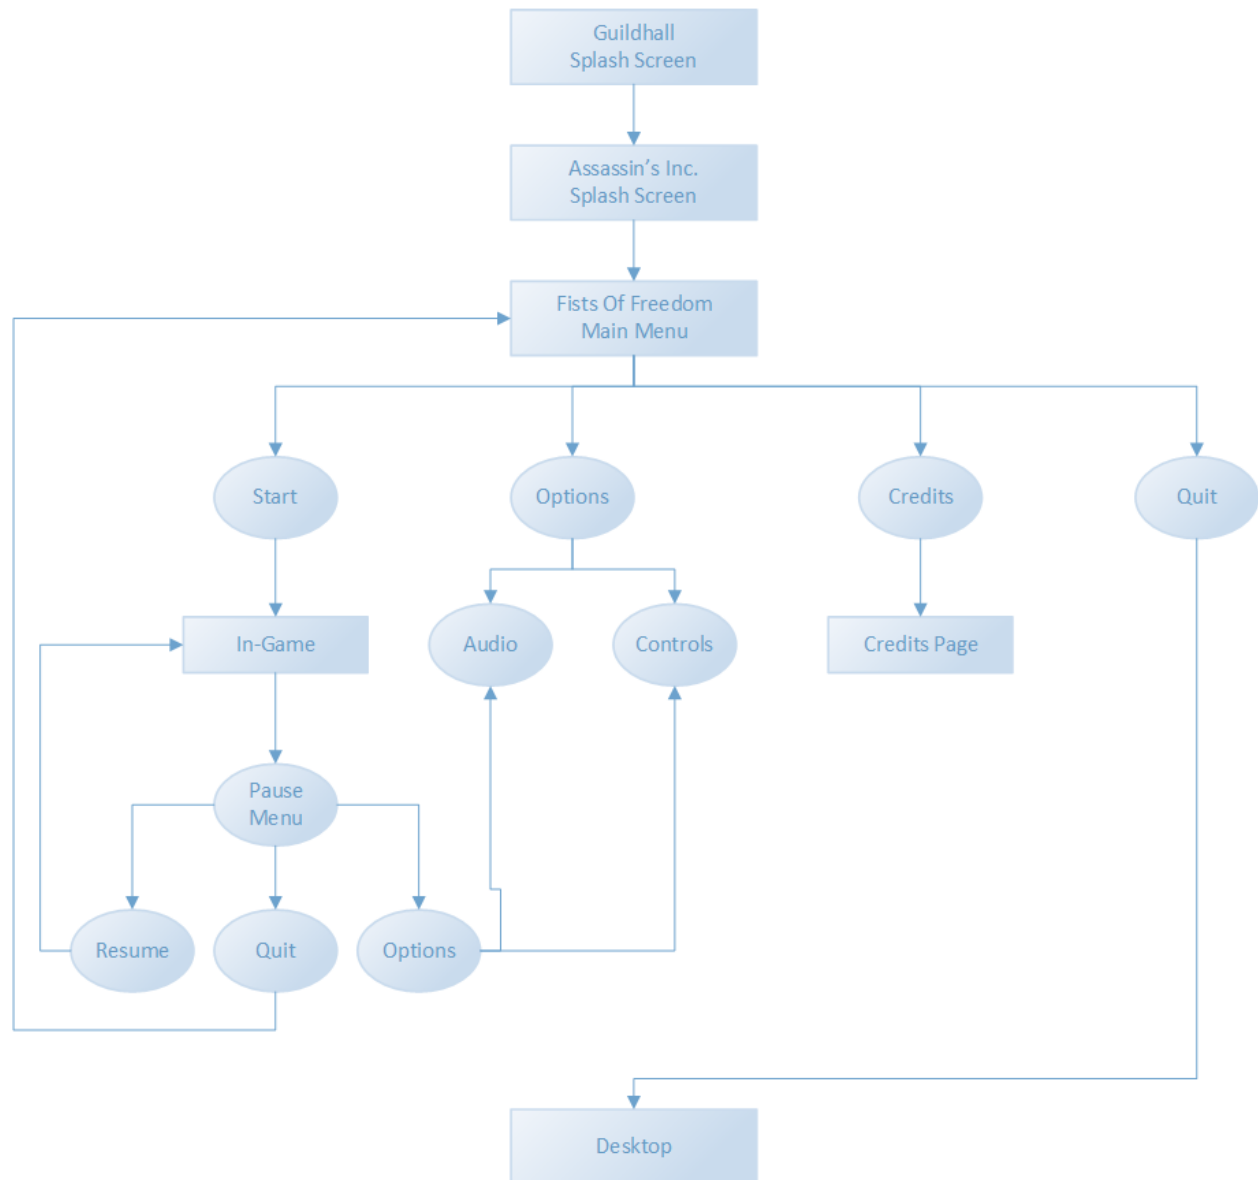 Guildhall
Splash Screen
Assassin's Inc.
Splash Screen
Fists Of Freedom
Main Menu
Start
Options
Credits
Quit
In-Game
Audio
Controls
Credits Page
Pause
Menu
Resume
Quit
Options
Desktop